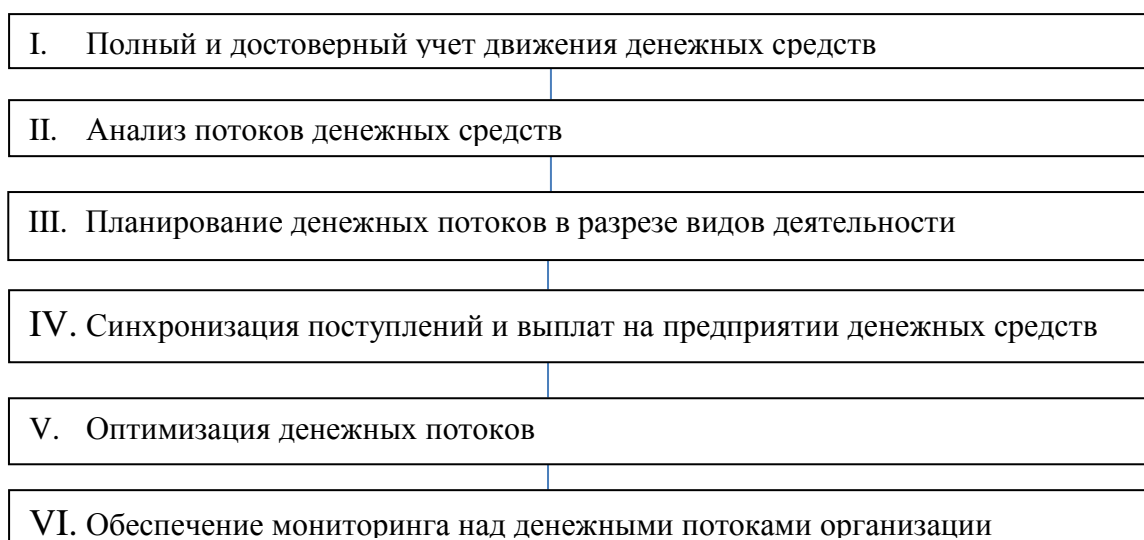 I. Полный и достоверный учет движения денежных средств
II. Анализ потоков денежных средств
III. Планирование денежных потоков в разрезе видов деятельности
IV. Синхронизация поступлений и выплат на предприятии денежных средств
V. Оптимизация денежных потоков
VI. Обеспечение мониторинга над денежными потоками организации